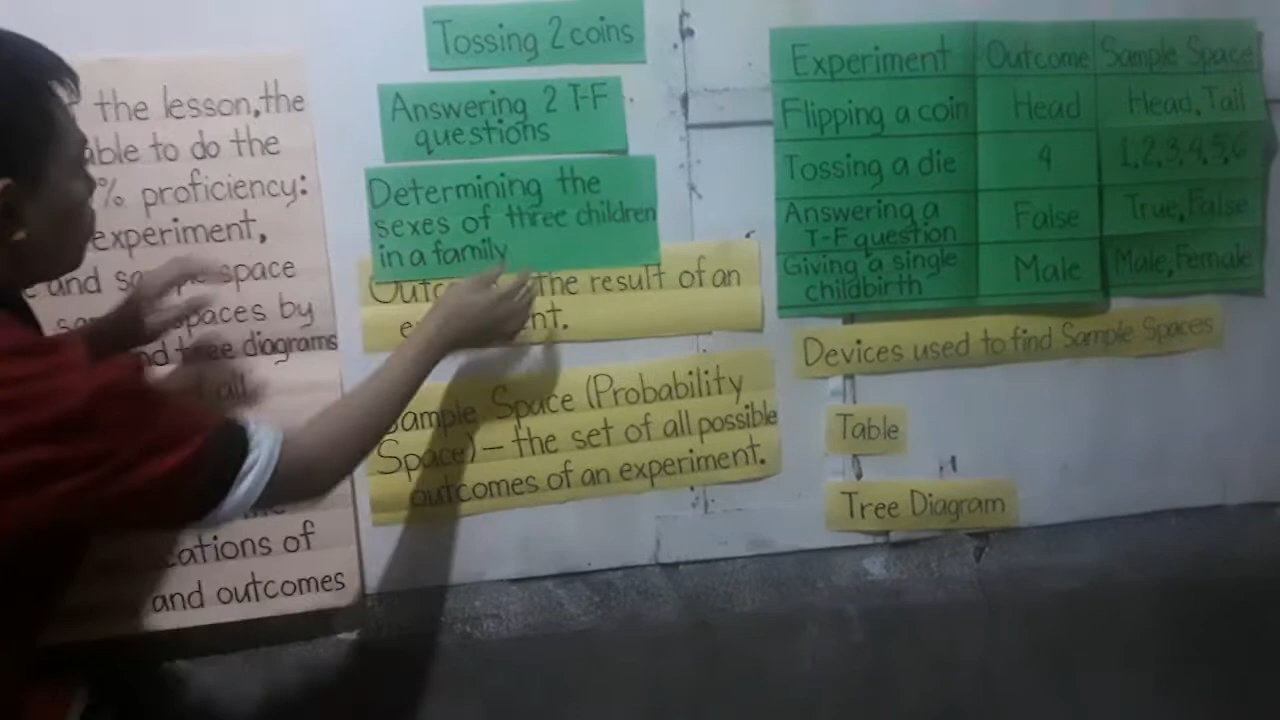 the lesson, the
able to do the
% proficiency:
experiment,
and space
spaces by
and tree diagrams
all
cations of
and outcomes
Tossing 2 coins
Answering 2 T-F
questions
Determining the
sexes of three children
in a family
the result of an
Sample Space (Probability
Space) – the set of all possible
outcomes of an experiment.
Experiment Outcome Sample Space
Flipping a coin Head Head, Tail
Tossing a die 4 1,2,3,4,5,6
Answering a
T-F question False True, False
Giving a single
childbirth Male Male, Female
Devices used to find Sample Spaces
Table
Tree Diagram